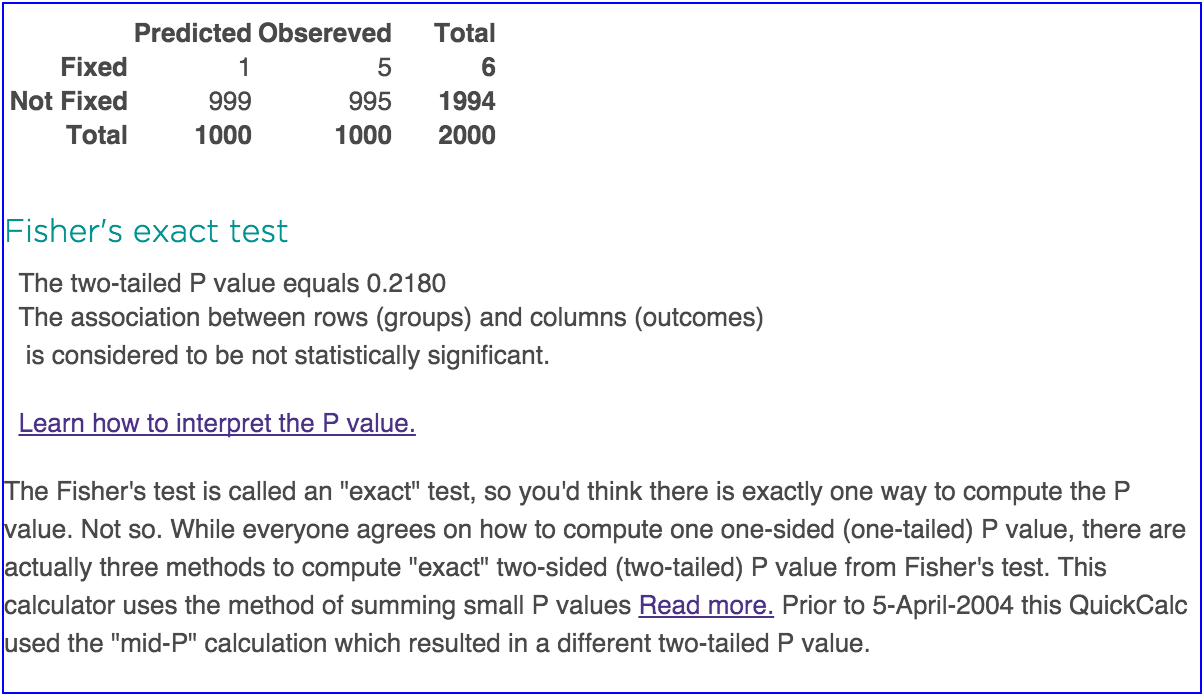 Predicted Obsereved Total
Fixed 1 5 6
Not Fixed 999 995 1994
Total 1000 1000 2000
Fisher's exact test
The two-tailed P value equals 0.2180
The association between rows (groups) and columns (outcomes)
is considered to be not statistically significant.
Learn how to interpret the P value.
The Fisher's test is called an "exact" test, so you'd think there is exactly one way to compute the P
value. Not so. While everyone agrees on how to compute one one-sided (one-tailed) P value, there are
actually three methods to compute "exact" two-sided (two-tailed) P value from Fisher's test. This
calculator uses the method of summing small P values Read more. Prior to 5-April-2004 this QuickCalc
used the "mid-P" calculation which resulted in a different two-tailed P value.